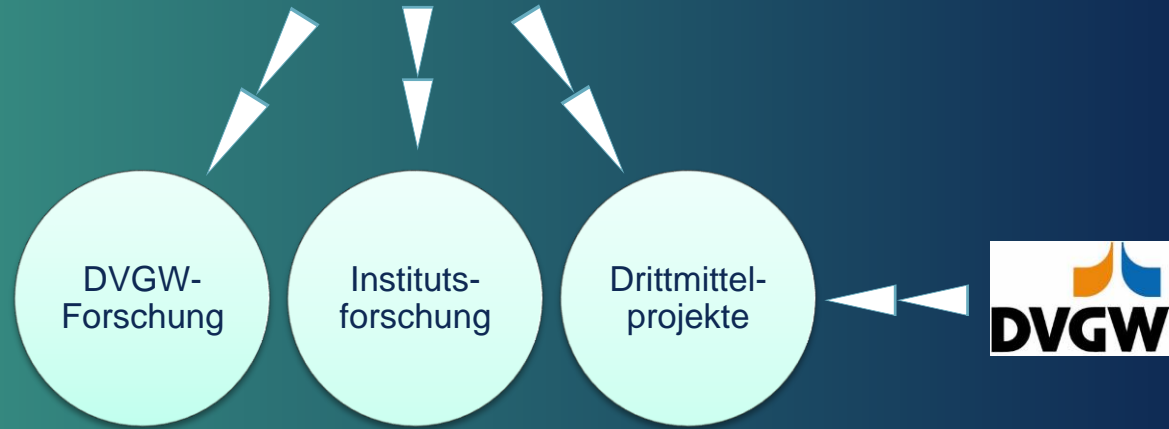 DVGW-
Forschung
Instituts-
forschung
Drittmittel-
projekte
DVGW